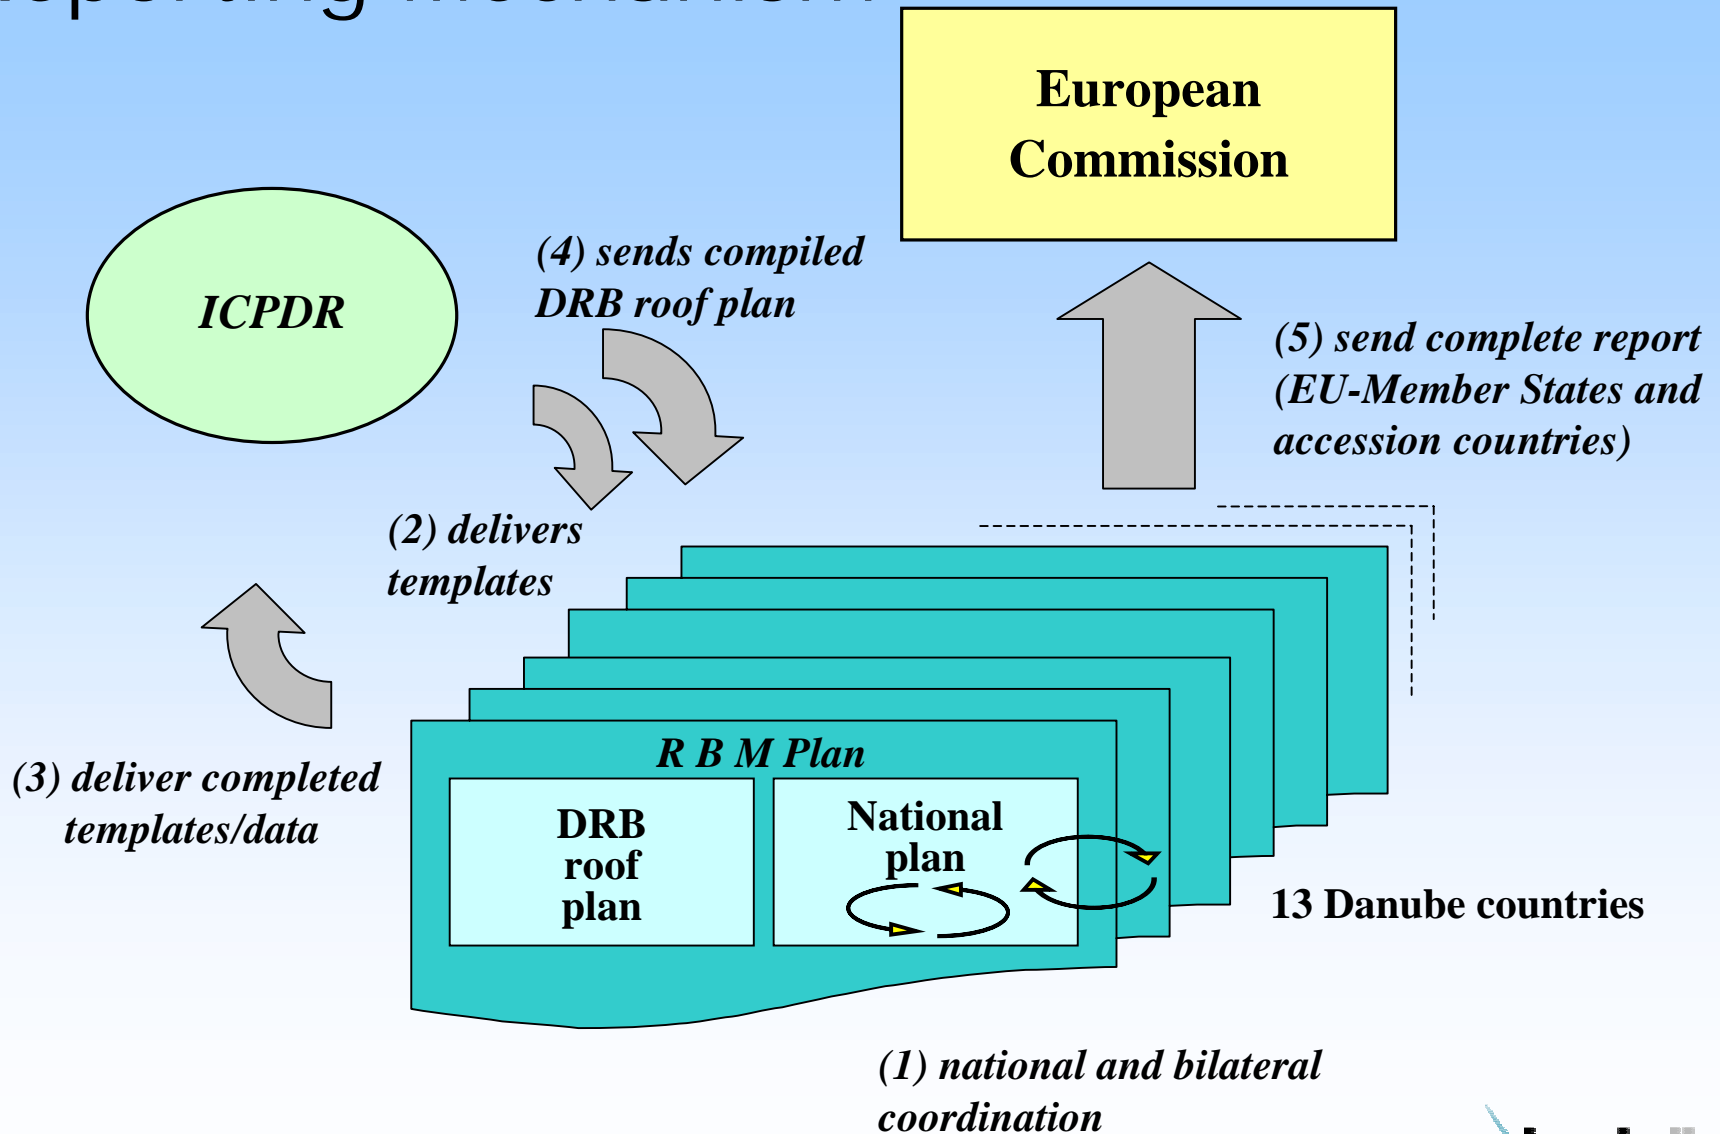 European
Commission
ICPDR
(4) sends compiled
DRB roof plan
(5) send complete report
(EU-Member States and
accession countries)
(2) delivers
templates
(3) deliver completed
templates/data
R B M Plan
DRB
roof
plan
National
plan
13 Danube countries
(1) national and bilateral
coordination